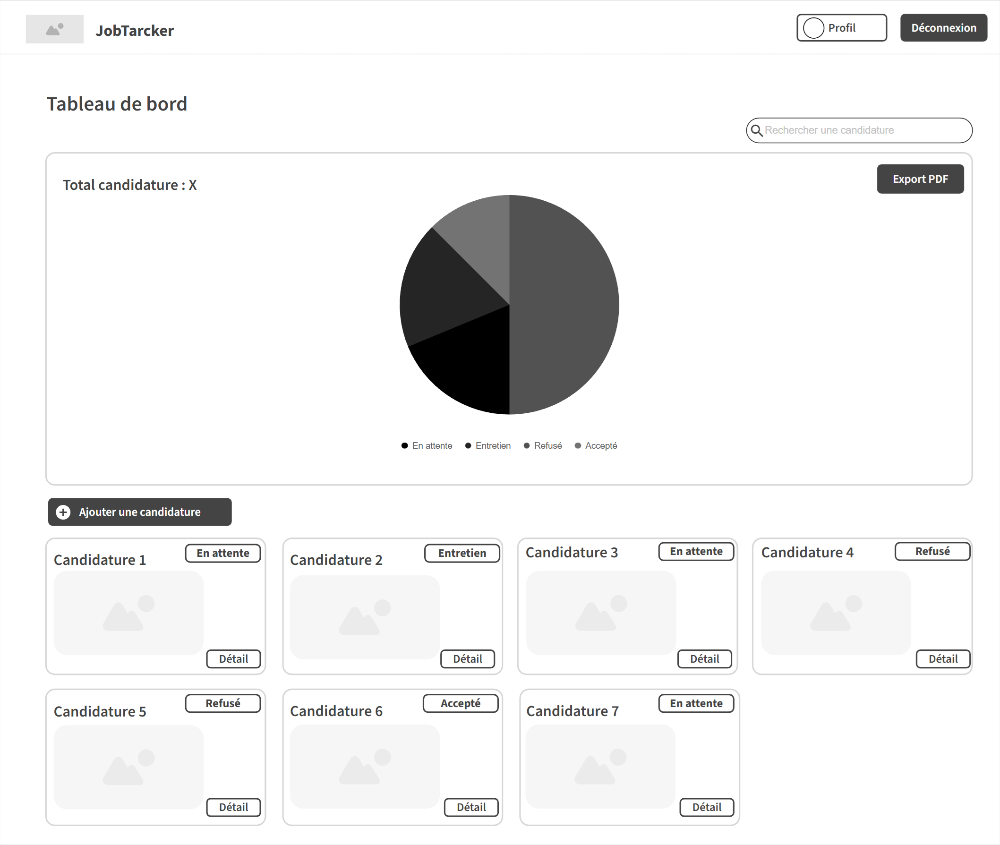 JobTarcker
Profil
Déconnexion
Tableau de bord
Rechercher une candidature
Total candidature : X
Export PDF
En attente
Entretien
Refusé
Accepté
Ajouter une candidature
Candidature 1
En attente
Détail
Candidature 2
Entretien
Détail
Candidature 3
En attente
Détail
Candidature 4
Refusé
Détail
Candidature 5
Refusé
Détail
Candidature 6
Accepté
Détail
Candidature 7
En attente
Détail